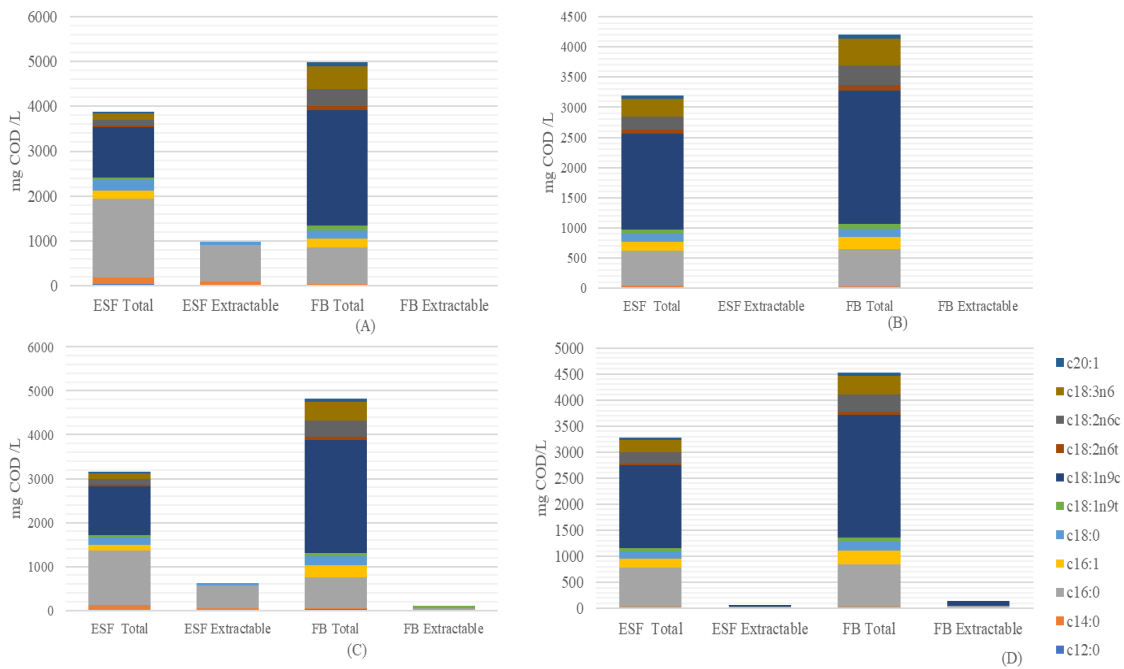 6000
5000
4000
3000
2000
1000
0
mg COD /L
ESF Total
ESF Extractable
FB Total
FB Extractable
(A)
4500
4000
3500
3000
2500
2000
1500
1000
500
0
mg COD /L
ESF Total
ESF Extractable
FB Total
FB Extractable
(B)
6000
5000
4000
3000
2000
1000
0
mg COD /L
ESF Total
ESF Extractable
FB Total
FB Extractable
(C)
5000
4500
4000
3500
3000
2500
2000
1500
1000
500
0
mg COD/L
ESF Total
ESF Extractable
FB Total
FB Extractable
(D)
c20:1
c18:3n6
c18:2n6c
c18:2n6t
c18:1n9c
c18:1n9t
c18:0
c16:1
c16:0
c14:0
c12:0